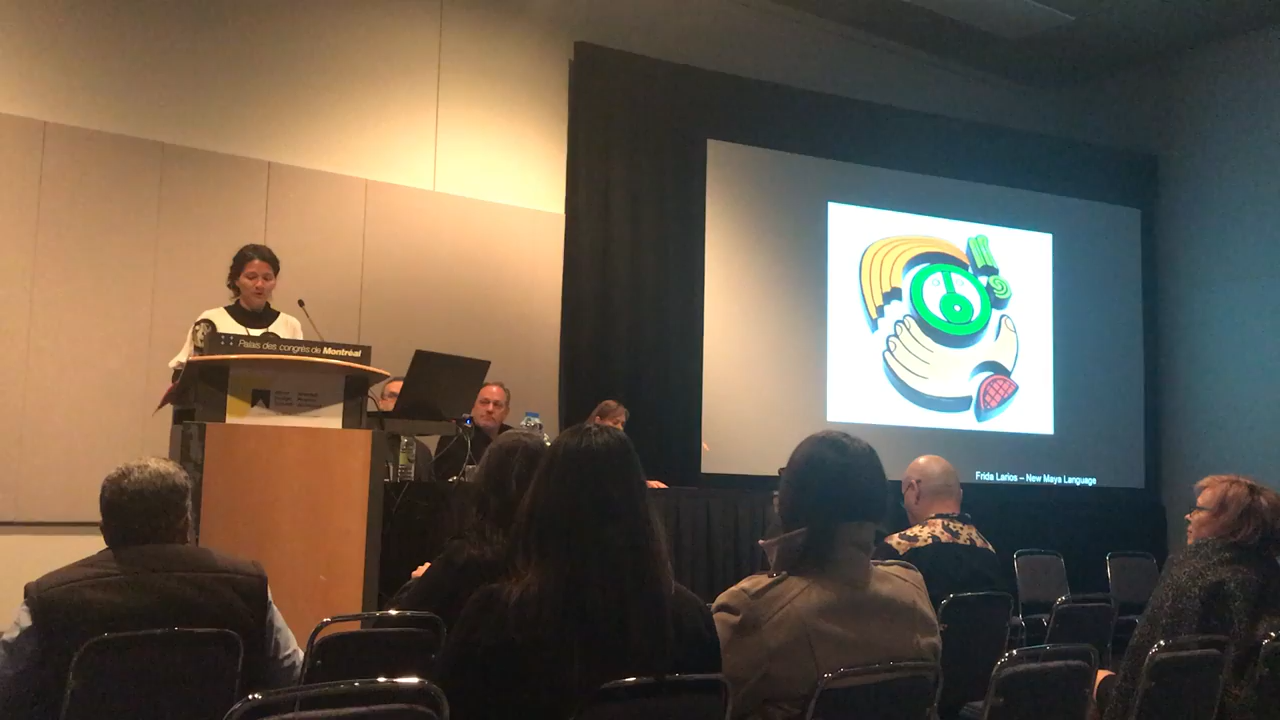 Palais des congrès de Montréal
Frida Larios – New Maya Language